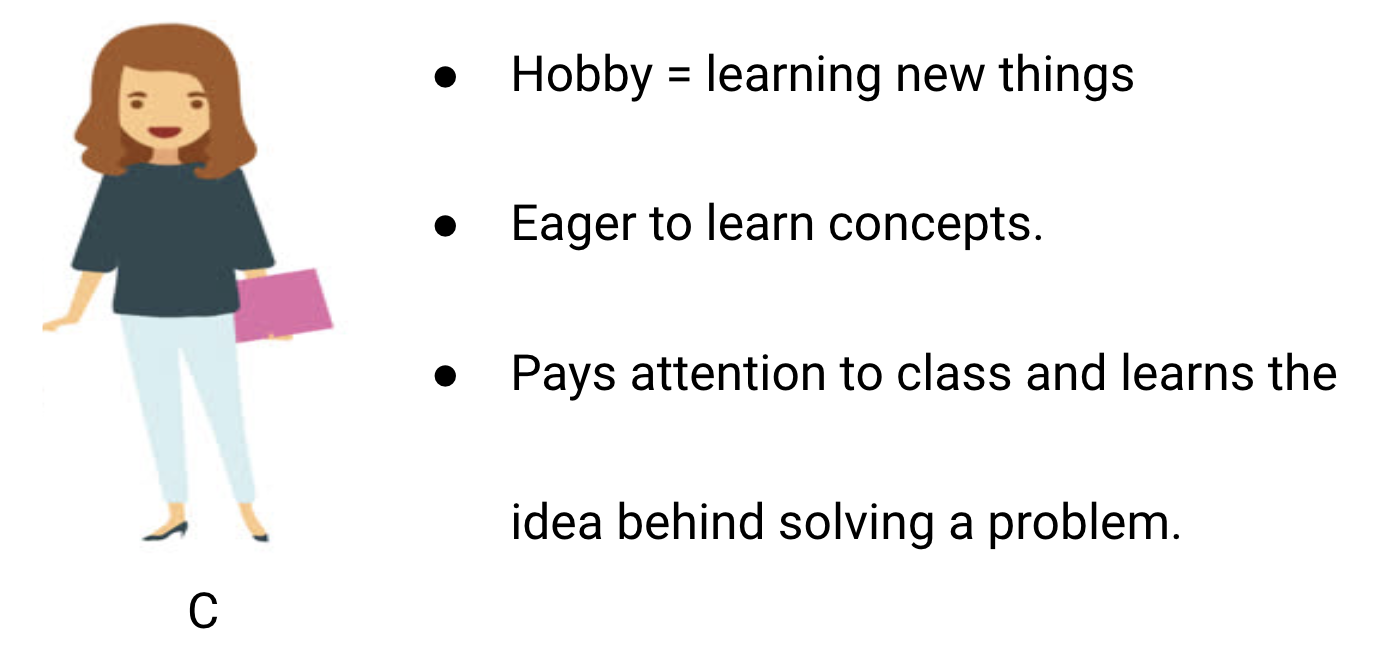 ● Hobby = learning new things
● Eager to learn concepts.
● Pays attention to class and learns the
idea behind solving a problem.
C